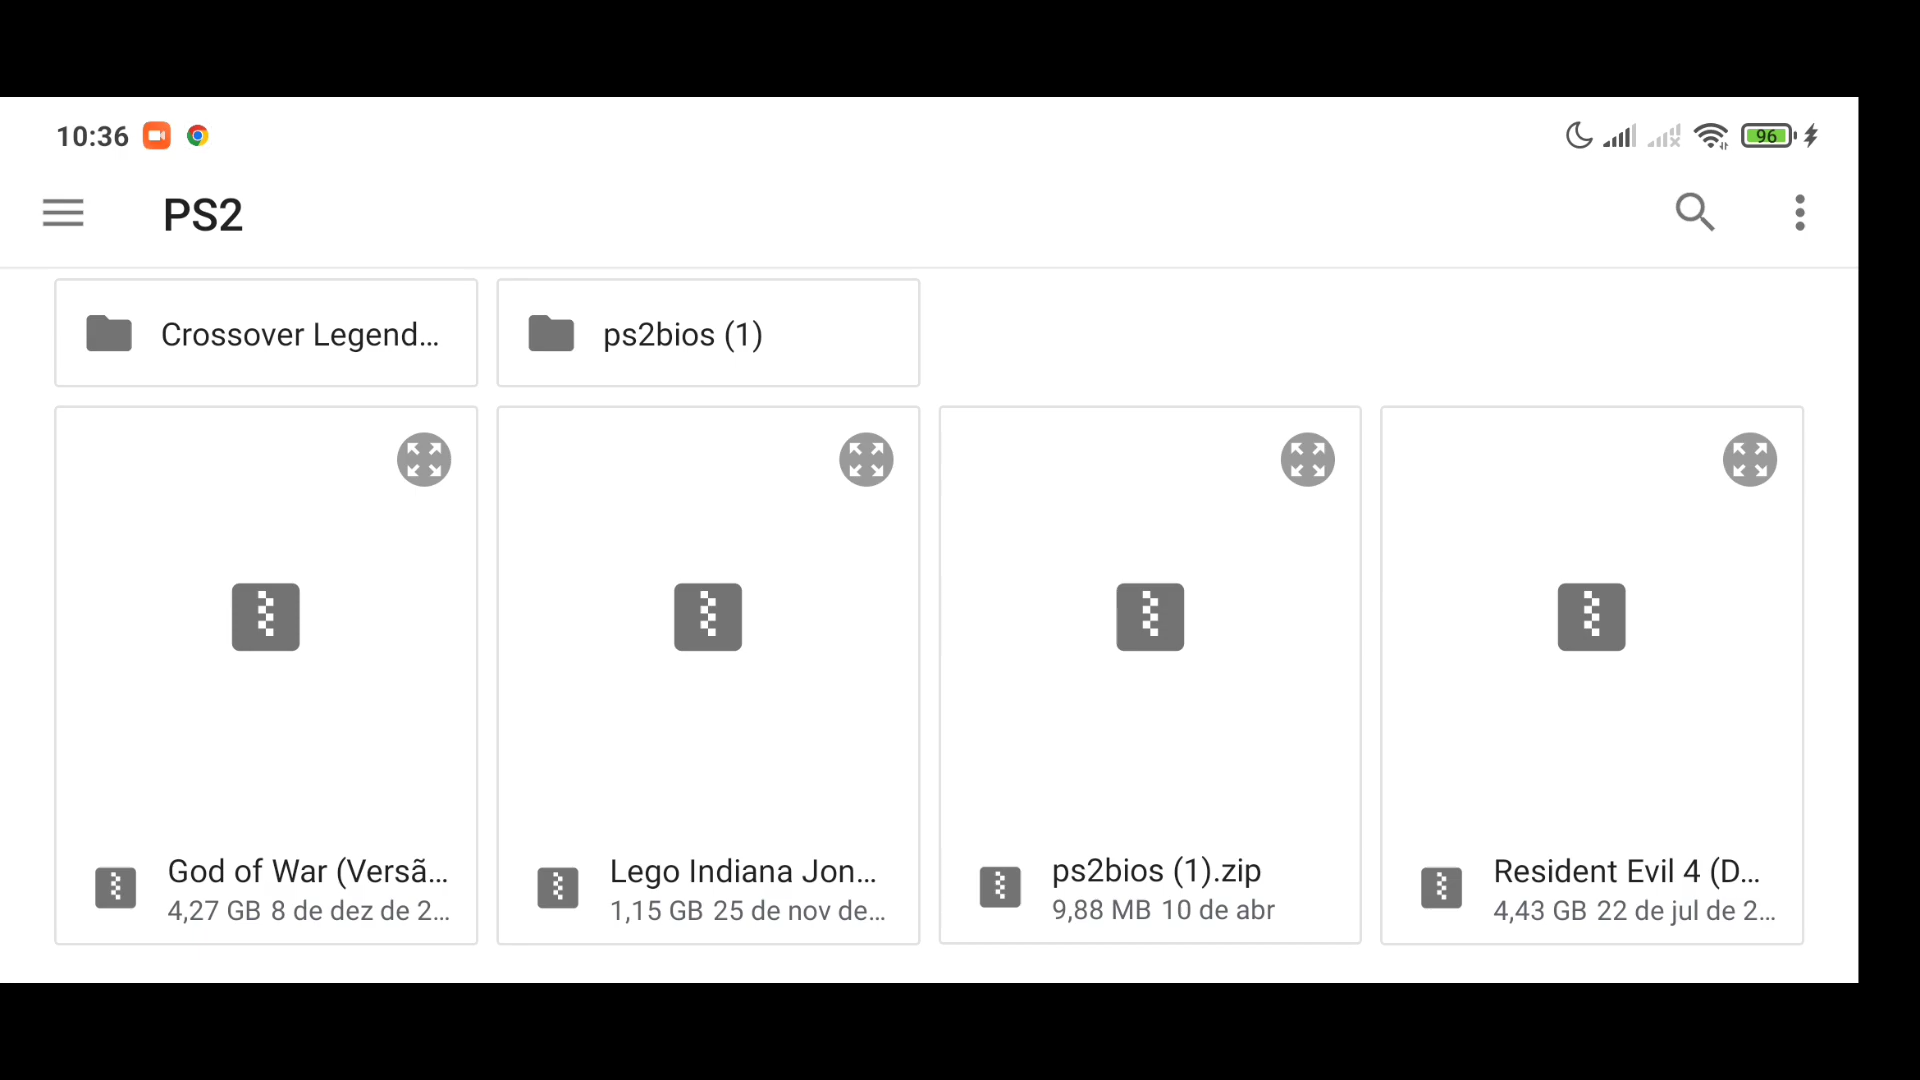 10:36
96
PS2
Crossover Legend...
ps2bios (1)
God of War (Versã...
4,27 GB 8 de dez de 2...
Lego Indiana Jon...
1,15 GB 25 de nov de...
ps2bios (1).zip
9,88 MB 10 de abr
Resident Evil 4 (D...
4,43 GB 22 de jul de 2...